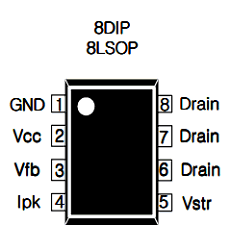 8DIP
8LSOP
GND 1 8 Drain
Vcc 2 7 Drain
Vfb 3 6 Drain
Ipk 4 5 Vstr